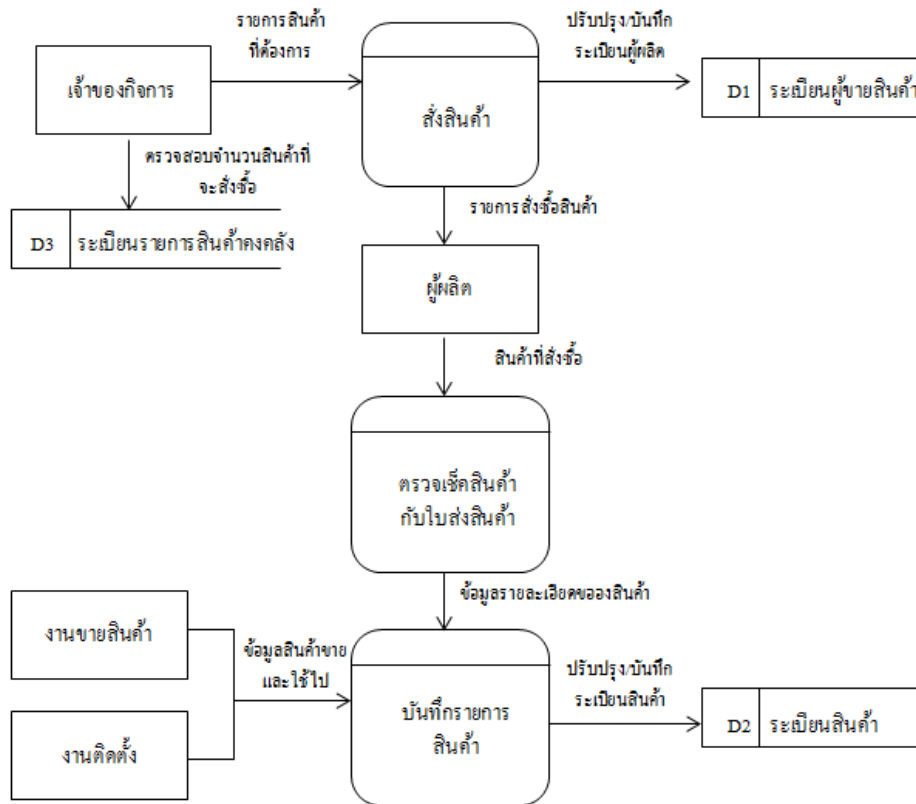 รายการสินค้า
ที่ต้องการ
ปรับปรุง/บันทึก
ระเบียนผู้ผลิต
เจ้าของกิจการ
สั่งสินค้า
D1 ระเบียนผู้ขายสินค้า
ตรวจสอบจำนวนสินค้าที่
จะสั่งซื้อ
รายการสั่งซื้อสินค้า
D3 ระเบียนรายการสินค้าคงคลัง
ผู้ผลิต
สินค้าที่สั่งซื้อ
ตรวจเช็คสินค้า
กับใบส่งสินค้า
ข้อมูลรายละเอียดขอองสินค้า
งานขายสินค้า
ข้อมูลสินค้าขาย
และใช้ไป
ปรับปรุง/บันทึก
ระเบียนสินค้า
บันทึกรายการ
สินค้า
D2 ระเบียนสินค้า
งานติดตั้ง